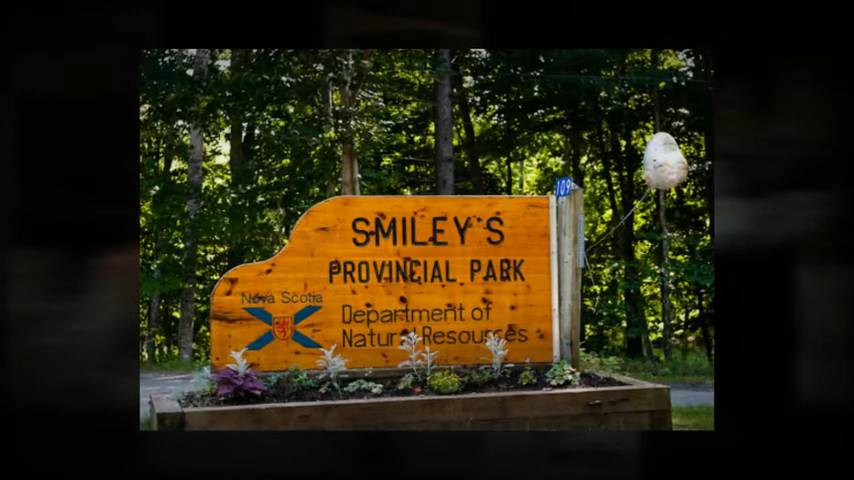 109
SMILEY'S
PROVINCIAL PARK
Nova Scotia
Department of
Natural Resources